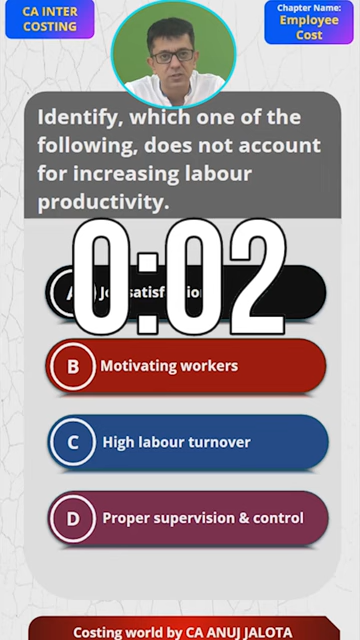 CA INTER
COSTING
Chapter Name:
Employee
Cost
Identify, which one of the
following, does not account
for increasing labour
productivity.
0:02
A
B Motivating workers
C High labour turnover
D Proper supervision & control
Costing world by CA ANUJ JALOTA